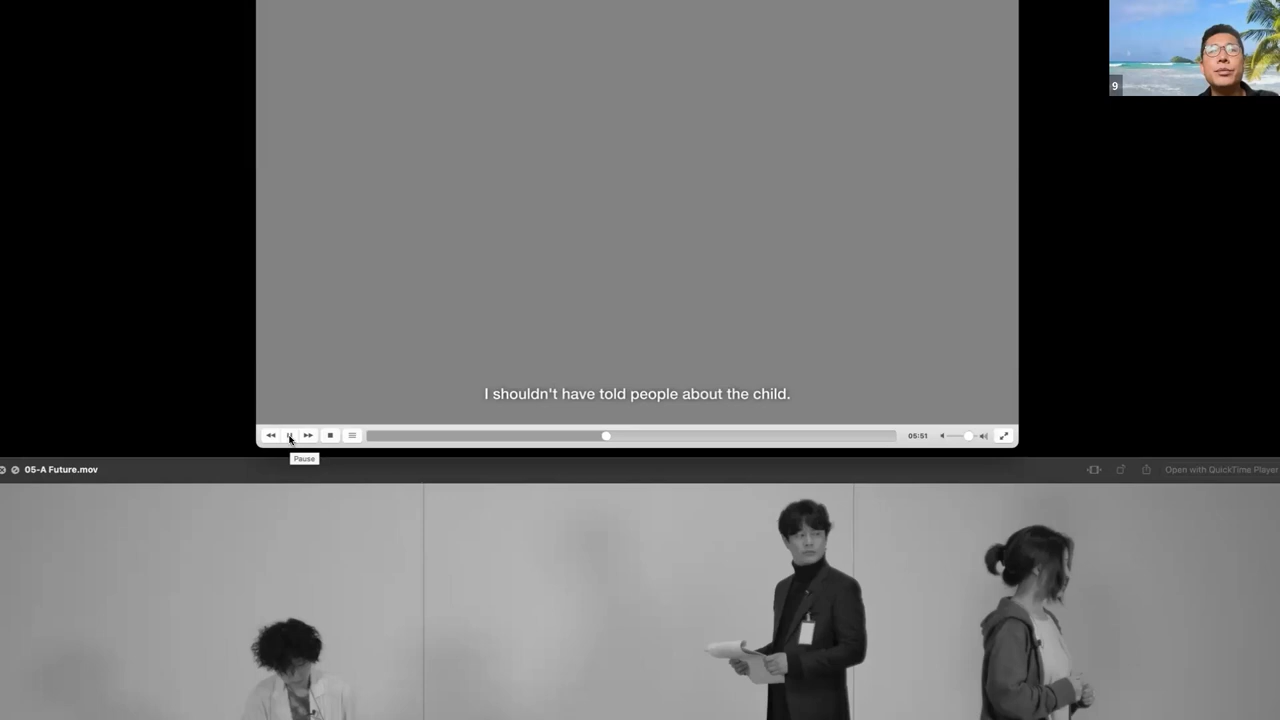 9
I shouldn't have told people about the child.
05:51
Pause
05-A Future.mov
Open with QuickTime Player